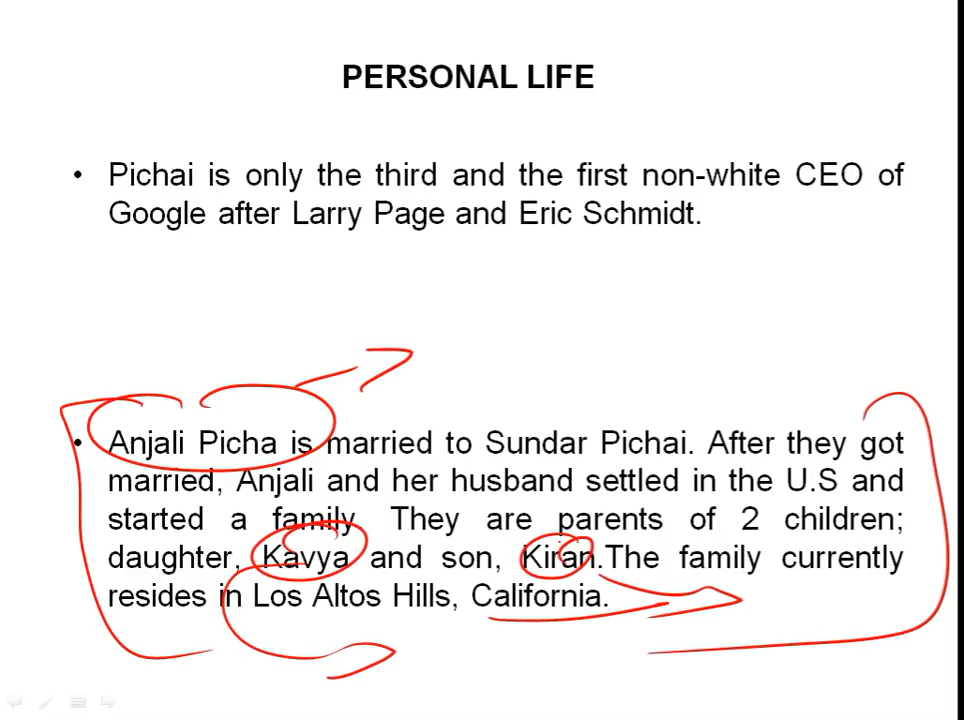 PERSONAL LIFE
• Pichai is only the third and the first non-white CEO of
Google after Larry Page and Eric Schmidt.
• Anjali Picha is married to Sundar Pichai. After they got
married, Anjali and her husband settled in the U.S and
started a family They are parents of 2 children;
daughter, Kavya and son, Kiran.The family currently
resides in Los Altos Hills, California.